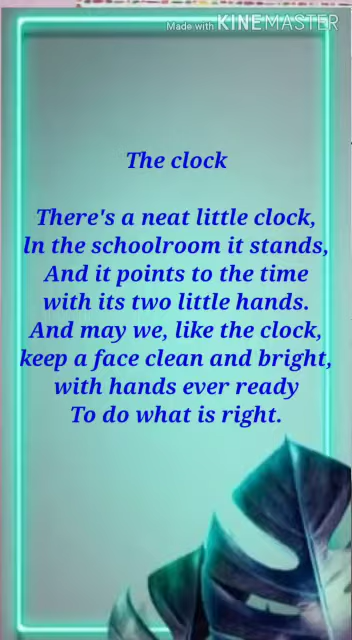 Made with KINEMASTER
The clock
There's a neat little clock,
ln the schoolroom it stands,
And it points to the time
with its two little hands.
And may we, like the clock,
keep a face clean and bright,
with hands ever ready
To do what is right.